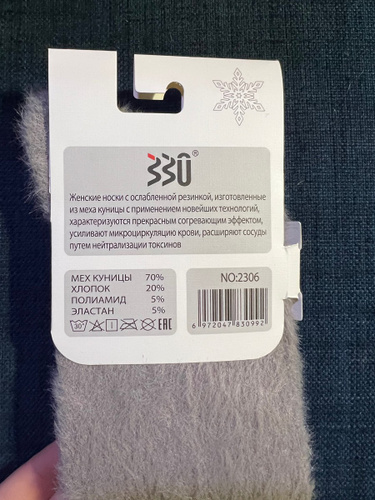 ЗЗÛ®
Женские носки с ослабленной резинкой, изготовленные
из меха куницы с применением новейших технологий,
характеризуются прекрасным согревающим эффектом,
усиливают микроциркуляцию крови, расширяют сосуды
путем нейтрализации токсинов
МЕХ КУНИЦЫ 70%
ХЛОПОК 20%
ПОЛИАМИД 5%
ЭЛАСТАН 5%
30° EAC
NO:2306
6 972047 830992